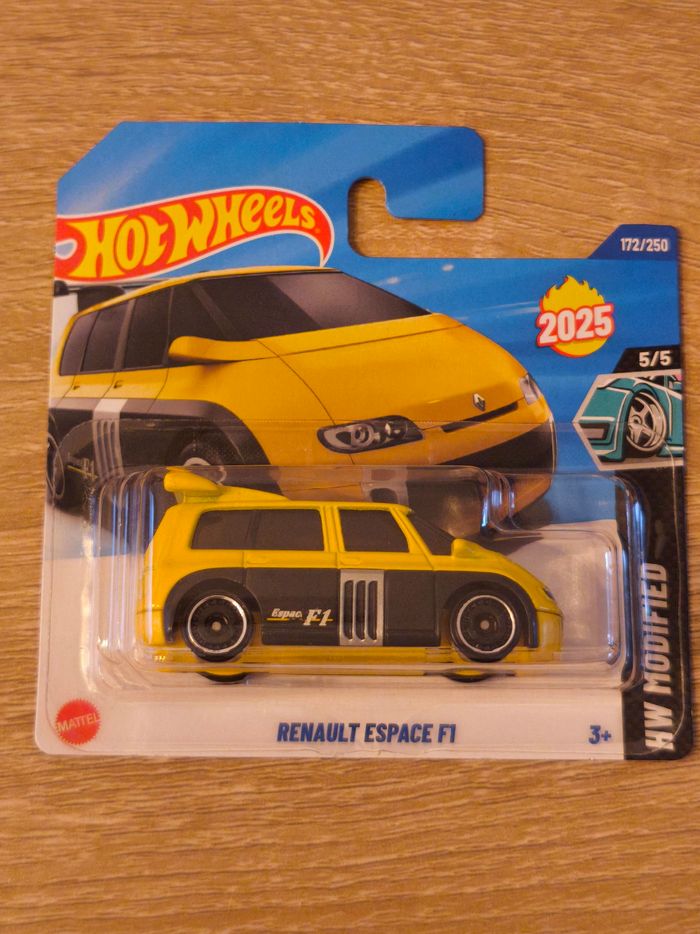 HOT WHEELS
172/250
2025
5/5
Espace F1
HW MODIFIED
MATTEL
RENAULT ESPACE F1
3+